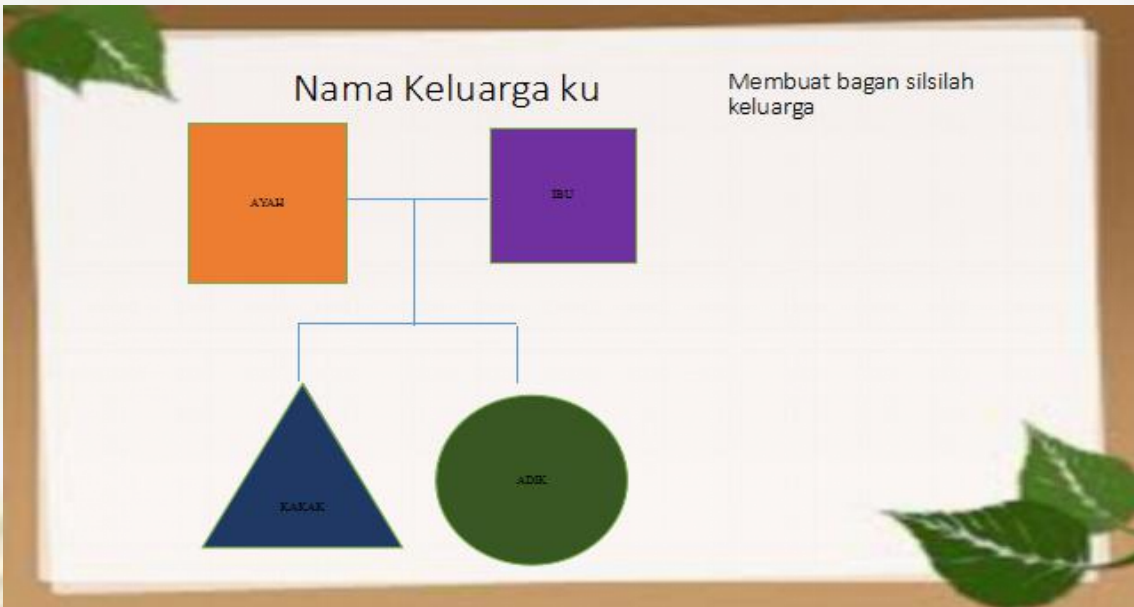 Nama Keluarga ku
Membuat bagan silsilah
keluarga
AYAH
IBU
KAKAK
ADIK